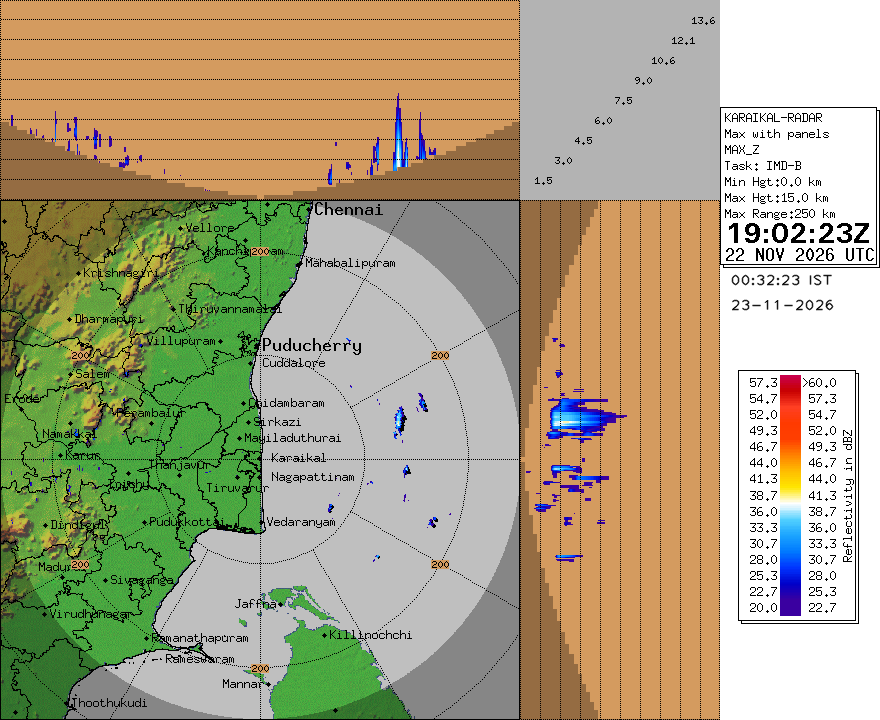 13.6
12.1
10.6
9.0
7.5
6.0
4.5
3.0
1.5
KARAIKAL-RADAR
Max with panels
MAX_Z
Task: IMD-B
Min Hgt:0.0 km
Max Hgt:15.0 km
Max Range:250 km
19:02:23Z
22 NOV 2026 UTC
00:32:23 IST
23-11-2026
Chennai
Vellore
200
Mahabalipuram
Krishnagiri
Thiruvannamalai
Dharmapuri
Villupuram
Puducherry
200
200
Cuddalore
Salem
Erode
Chidambaram
Perambalur
Sirkazi
Namakkal
Mayiladuthurai
Karur
Karaikal
Thanjavur
Nagapattinam
Tiruvarur
Dindigul
Pudukkottai
Vedaranyam
200
200
Madurai
Sivaganga
Jaffna
Virudhunagar
Killinochchi
Ramanathapuram
Rameswaram
200
Mannar
Thoothukudi
57.3 >60.0
54.7 57.3
52.0 54.7
49.3 52.0
46.7 49.3
44.0 46.7
41.3 44.0
38.7 41.3
36.0 38.7
33.3 36.0
30.7 33.3
28.0 30.7
25.3 28.0
22.7 25.3
20.0 22.7
Reflectivity in dBZ